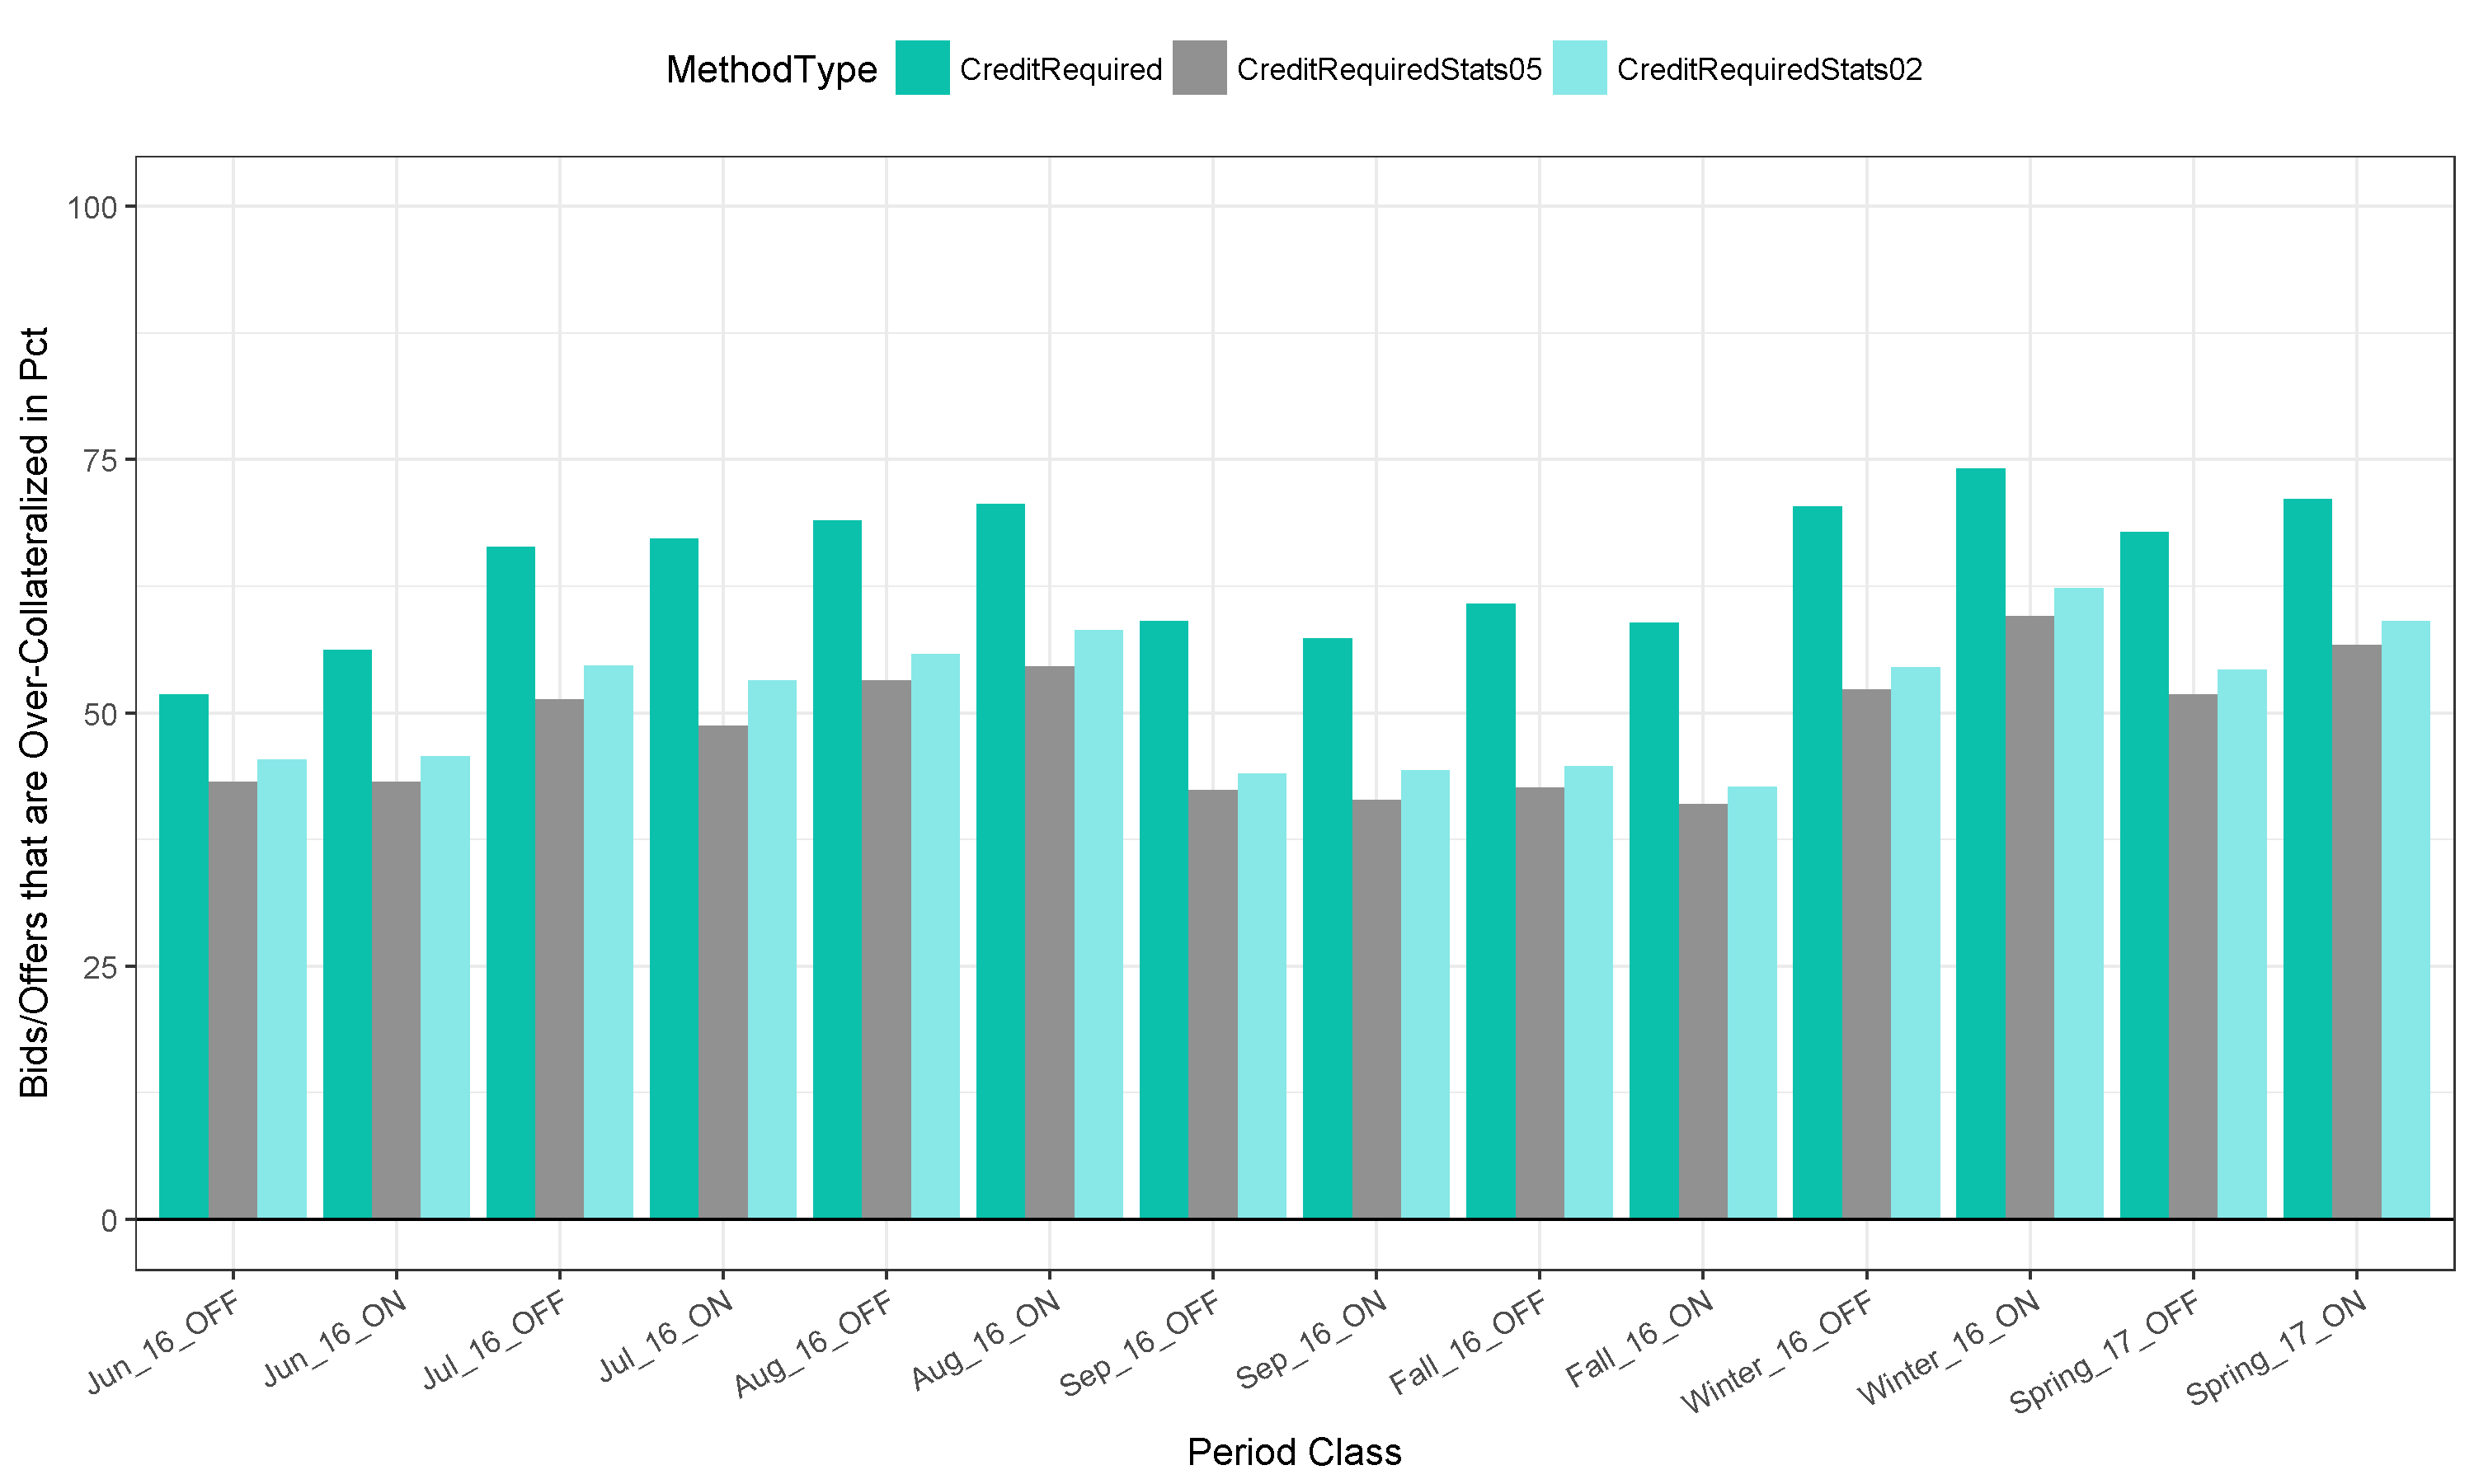 MethodType CreditRequired CreditRequiredStats05 CreditRequiredStats02
Bids/Offers that are Over-Collateralized in Pct
100
75
50
25
0
Jun_16_OFF
Jun_16_ON
Jul_16_OFF
Jul_16_ON
Aug_16_OFF
Aug_16_ON
Sep_16_OFF
Sep_16_ON
Fall_16_OFF
Fall_16_ON
Winter_16_OFF
Winter_16_ON
Spring_17_OFF
Spring_17_ON
Period Class